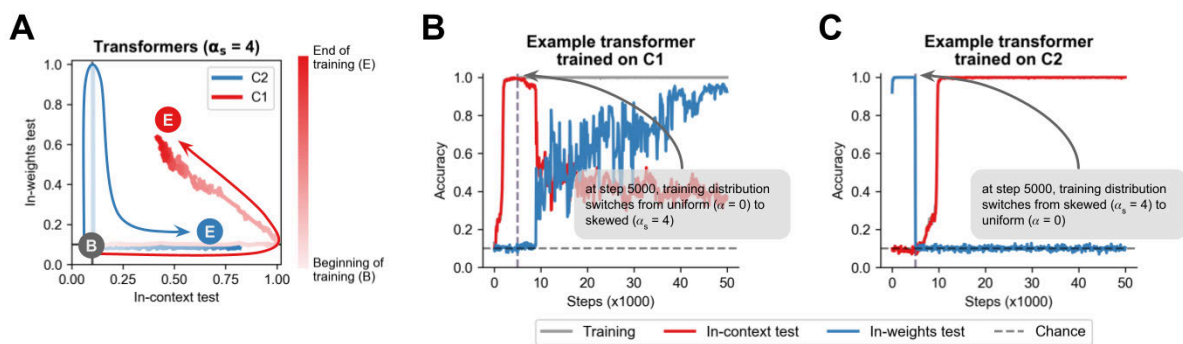 A
Transformers (αs = 4)
In-weights test
1.0
0.8
0.6
0.4
0.2
0.0
C2
C1
E
E
B
0.00
0.25
0.50
0.75
1.00
In-context test
End of
training (E)
Beginning of
training (B)
B
Example transformer
trained on C1
Accuracy
1.0
0.8
0.6
0.4
0.2
0.0
at step 5000, training distribution
switches from uniform (α = 0) to
skewed (αs = 4)
0
10
20
30
40
50
Steps (x1000)
C
Example transformer
trained on C2
Accuracy
1.0
0.8
0.6
0.4
0.2
0.0
at step 5000, training distribution
switches from skewed (αs = 4) to
uniform (α = 0)
0
10
20
30
40
50
Steps (x1000)
Training
In-context test
In-weights test
Chance